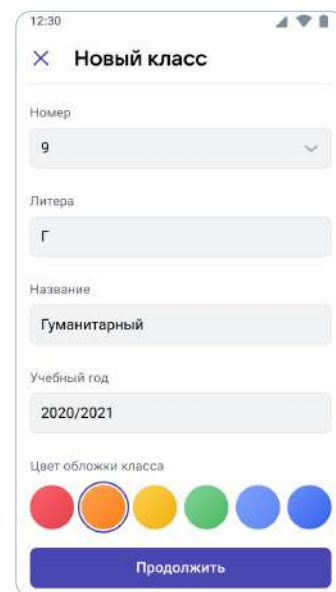 12:30
Новый класс
Номер
9
Литера
Г
Название
Гуманитарный
Учебный год
2020/2021
Цвет обложки класса
Продолжить